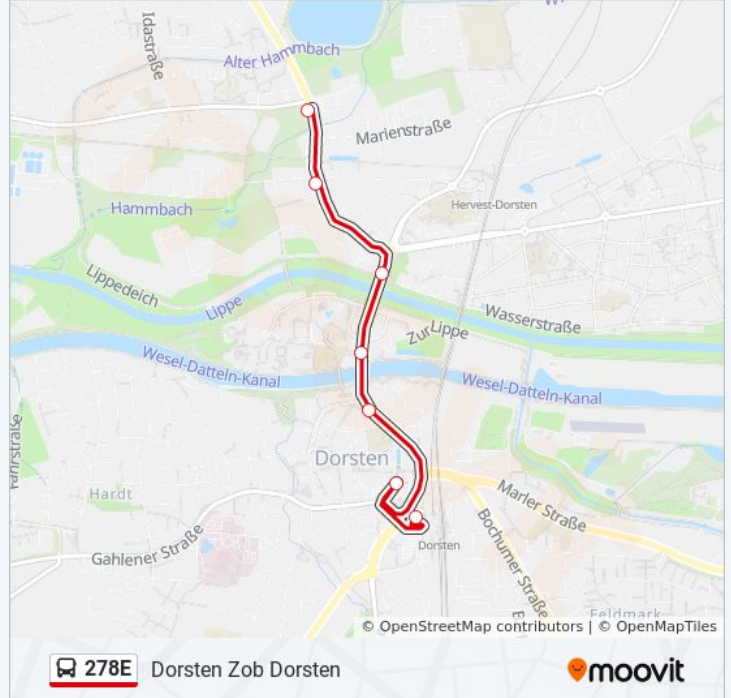 Idastraße
Alter Hammbach
Marienstraße
Hervest-Dorsten
Hammbach
Lippedeich
Lippe
Wasserstraße
Zur Lippe
Wesel-Datteln-Kanal
Wesel-Datteln-Kanal
Dorsten
Hardt
Marler Straße
Gahlener Straße
Bochumer Straße
Dorsten
Feldmark
© OpenStreetMap contributors | © OpenMapTiles
278E Dorsten Zob Dorsten
moovit